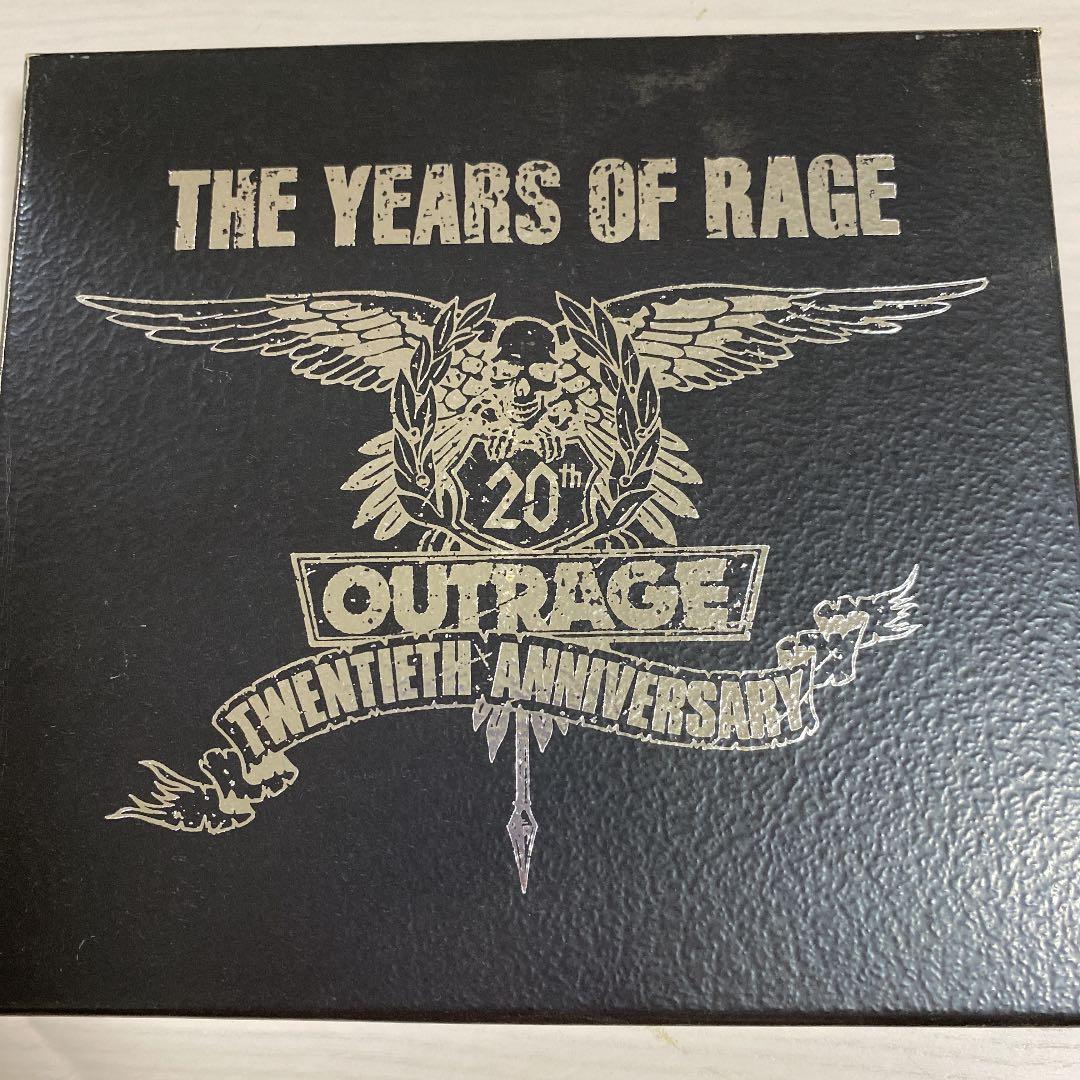 THE YEARS OF RAGE
20th
OUTRAGE
TWENTIETH ANNIVERSARY